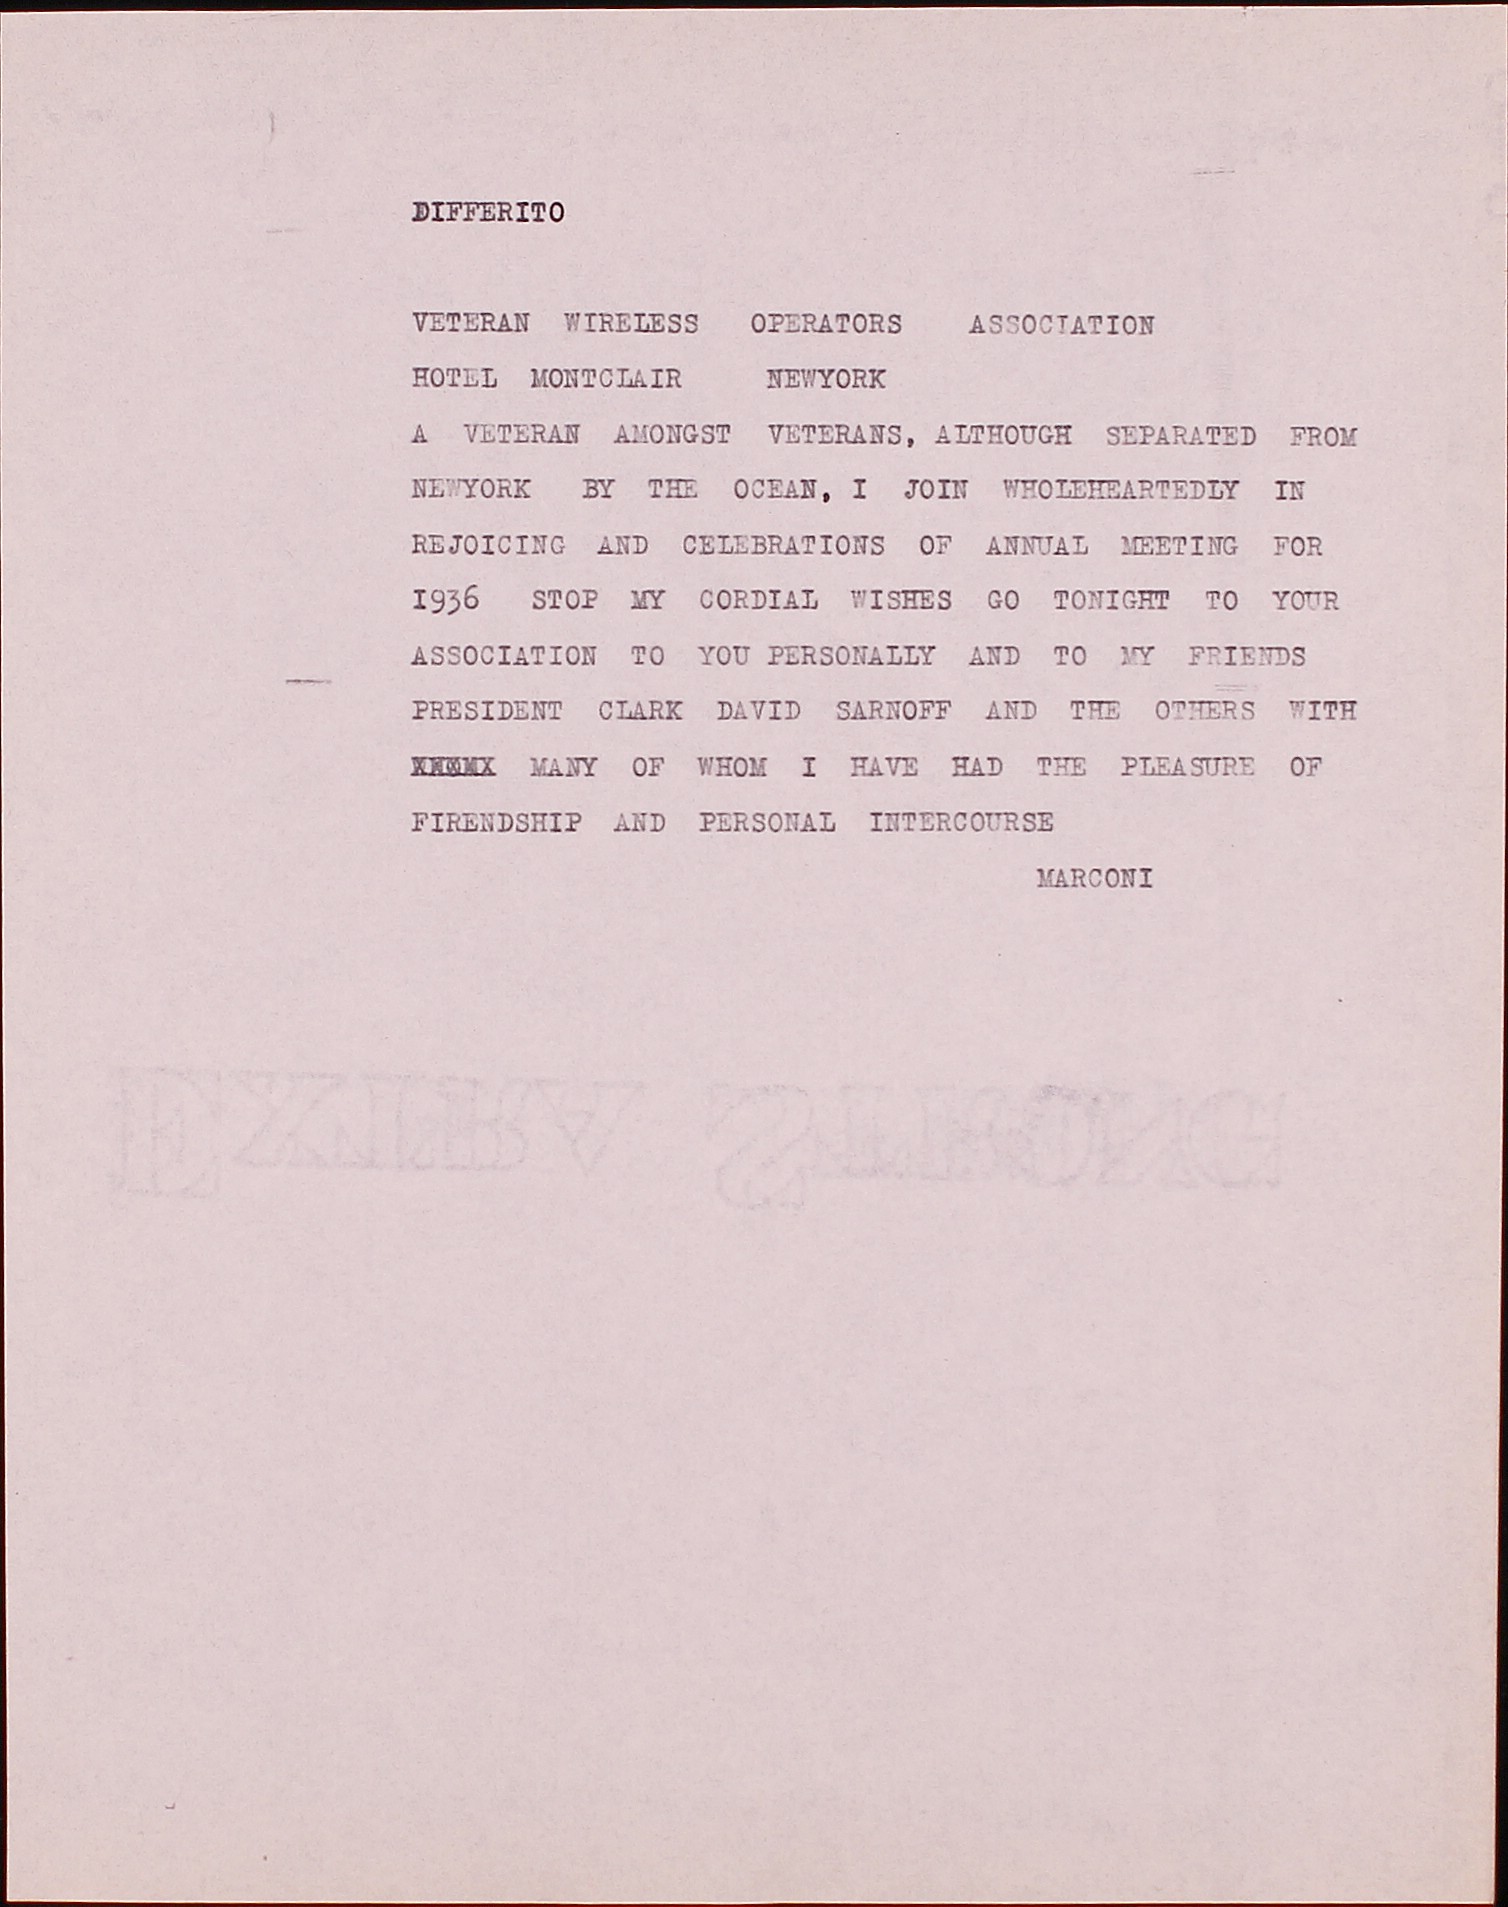 DIFFERITO
VETERAN WIRELESS OPERATORS ASSOCIATION
HOTEL MONTCLAIR NEWYORK
A VETERAN AMONGST VETERANS, ALTHOUGH SEPARATED FROM
NEWYORK BY THE OCEAN, I JOIN WHOLEHEARTEDLY IN
REJOICING AND CELEBRATIONS OF ANNUAL MEETING FOR
1936 STOP MY CORDIAL WISHES GO TONIGHT TO YOUR
ASSOCIATION TO YOU PERSONALLY AND TO MY FRIENDS
PRESIDENT CLARK DAVID SARNOFF AND THE OTHERS WITH
MANY OF WHOM I HAVE HAD THE PLEASURE OF
FIRENDSHIP AND PERSONAL INTERCOURSE
MARCONI